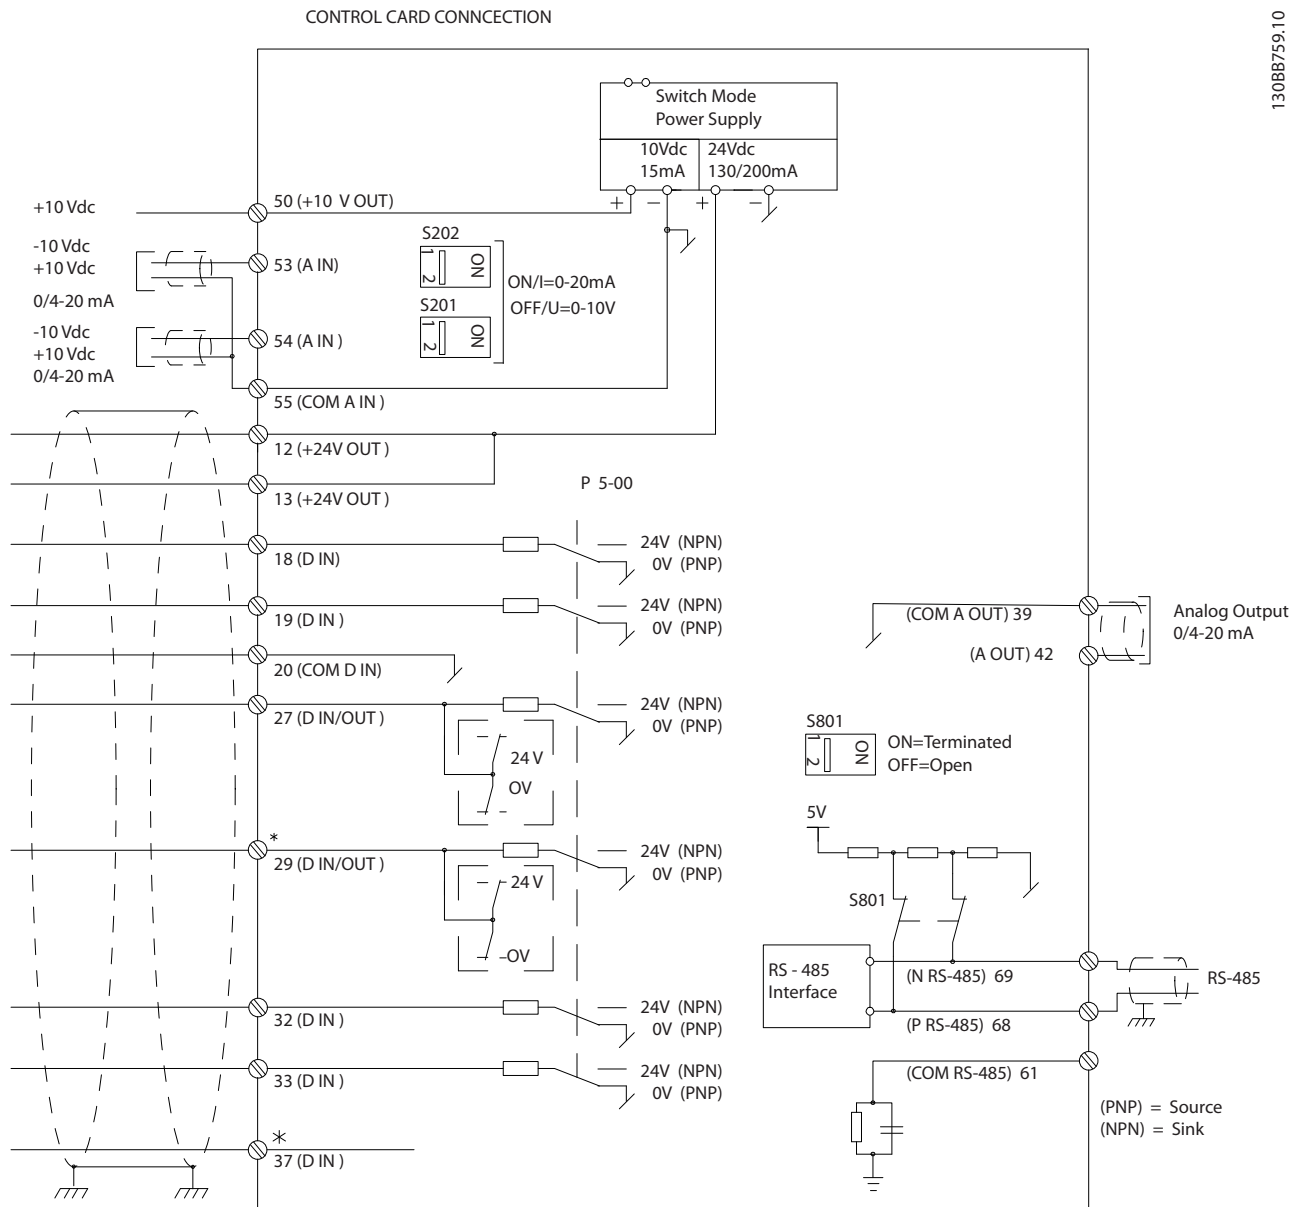 CONTROL CARD CONNCECTION
130BB759.10
Switch Mode
Power Supply
10Vdc
15mA
24Vdc
130/200mA
+ − + −
+10 Vdc
50 (+10 V OUT)
-10 Vdc
+10 Vdc
0/4-20 mA
53 (A IN)
S202
1 2 ON
ON/I=0-20mA
OFF/U=0-10V
S201
1 2 ON
-10 Vdc
+10 Vdc
0/4-20 mA
54 (A IN )
55 (COM A IN )
12 (+24V OUT )
13 (+24V OUT )
P 5-00
18 (D IN)
24V (NPN)
0V (PNP)
19 (D IN )
24V (NPN)
0V (PNP)
(COM A OUT) 39
Analog Output
0/4-20 mA
(A OUT) 42
20 (COM D IN)
27 (D IN/OUT )
24V (NPN)
0V (PNP)
24 V
OV
S801
1 2 ON
ON=Terminated
OFF=Open
5V
*
29 (D IN/OUT )
24V (NPN)
0V (PNP)
24 V
OV
S801
RS - 485
Interface
(N RS-485) 69
RS-485
(P RS-485) 68
32 (D IN )
24V (NPN)
0V (PNP)
33 (D IN )
24V (NPN)
0V (PNP)
(COM RS-485) 61
(PNP) = Source
(NPN) = Sink
*
37 (D IN )